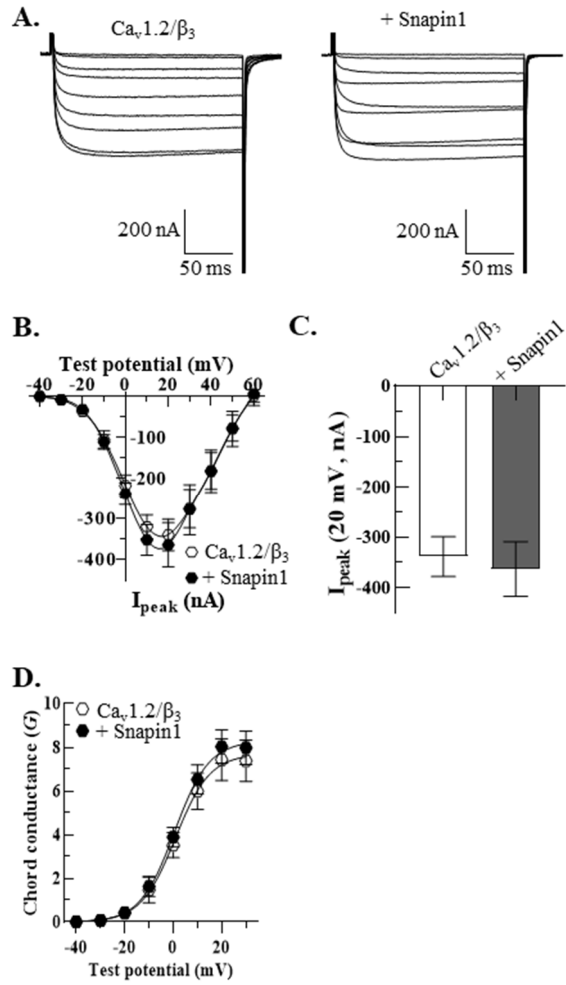 A.
Cav1.2/β3
+ Snapin1
200 nA
50 ms
200 nA
50 ms
B.
Test potential (mV)
-40 -20 0 20 40 60
-100
-200
-300
-400
Cav1.2/β3
+ Snapin1
Ipeak (nA)
C.
Cav1.2/β3
+ Snapin1
0
-100
-200
-300
-400
Ipeak (20 mV, nA)
D.
Cav1.2/β3
+ Snapin1
10
8
6
4
2
0
Chord conductance (G)
-40 -20 0 20
Test potential (mV)